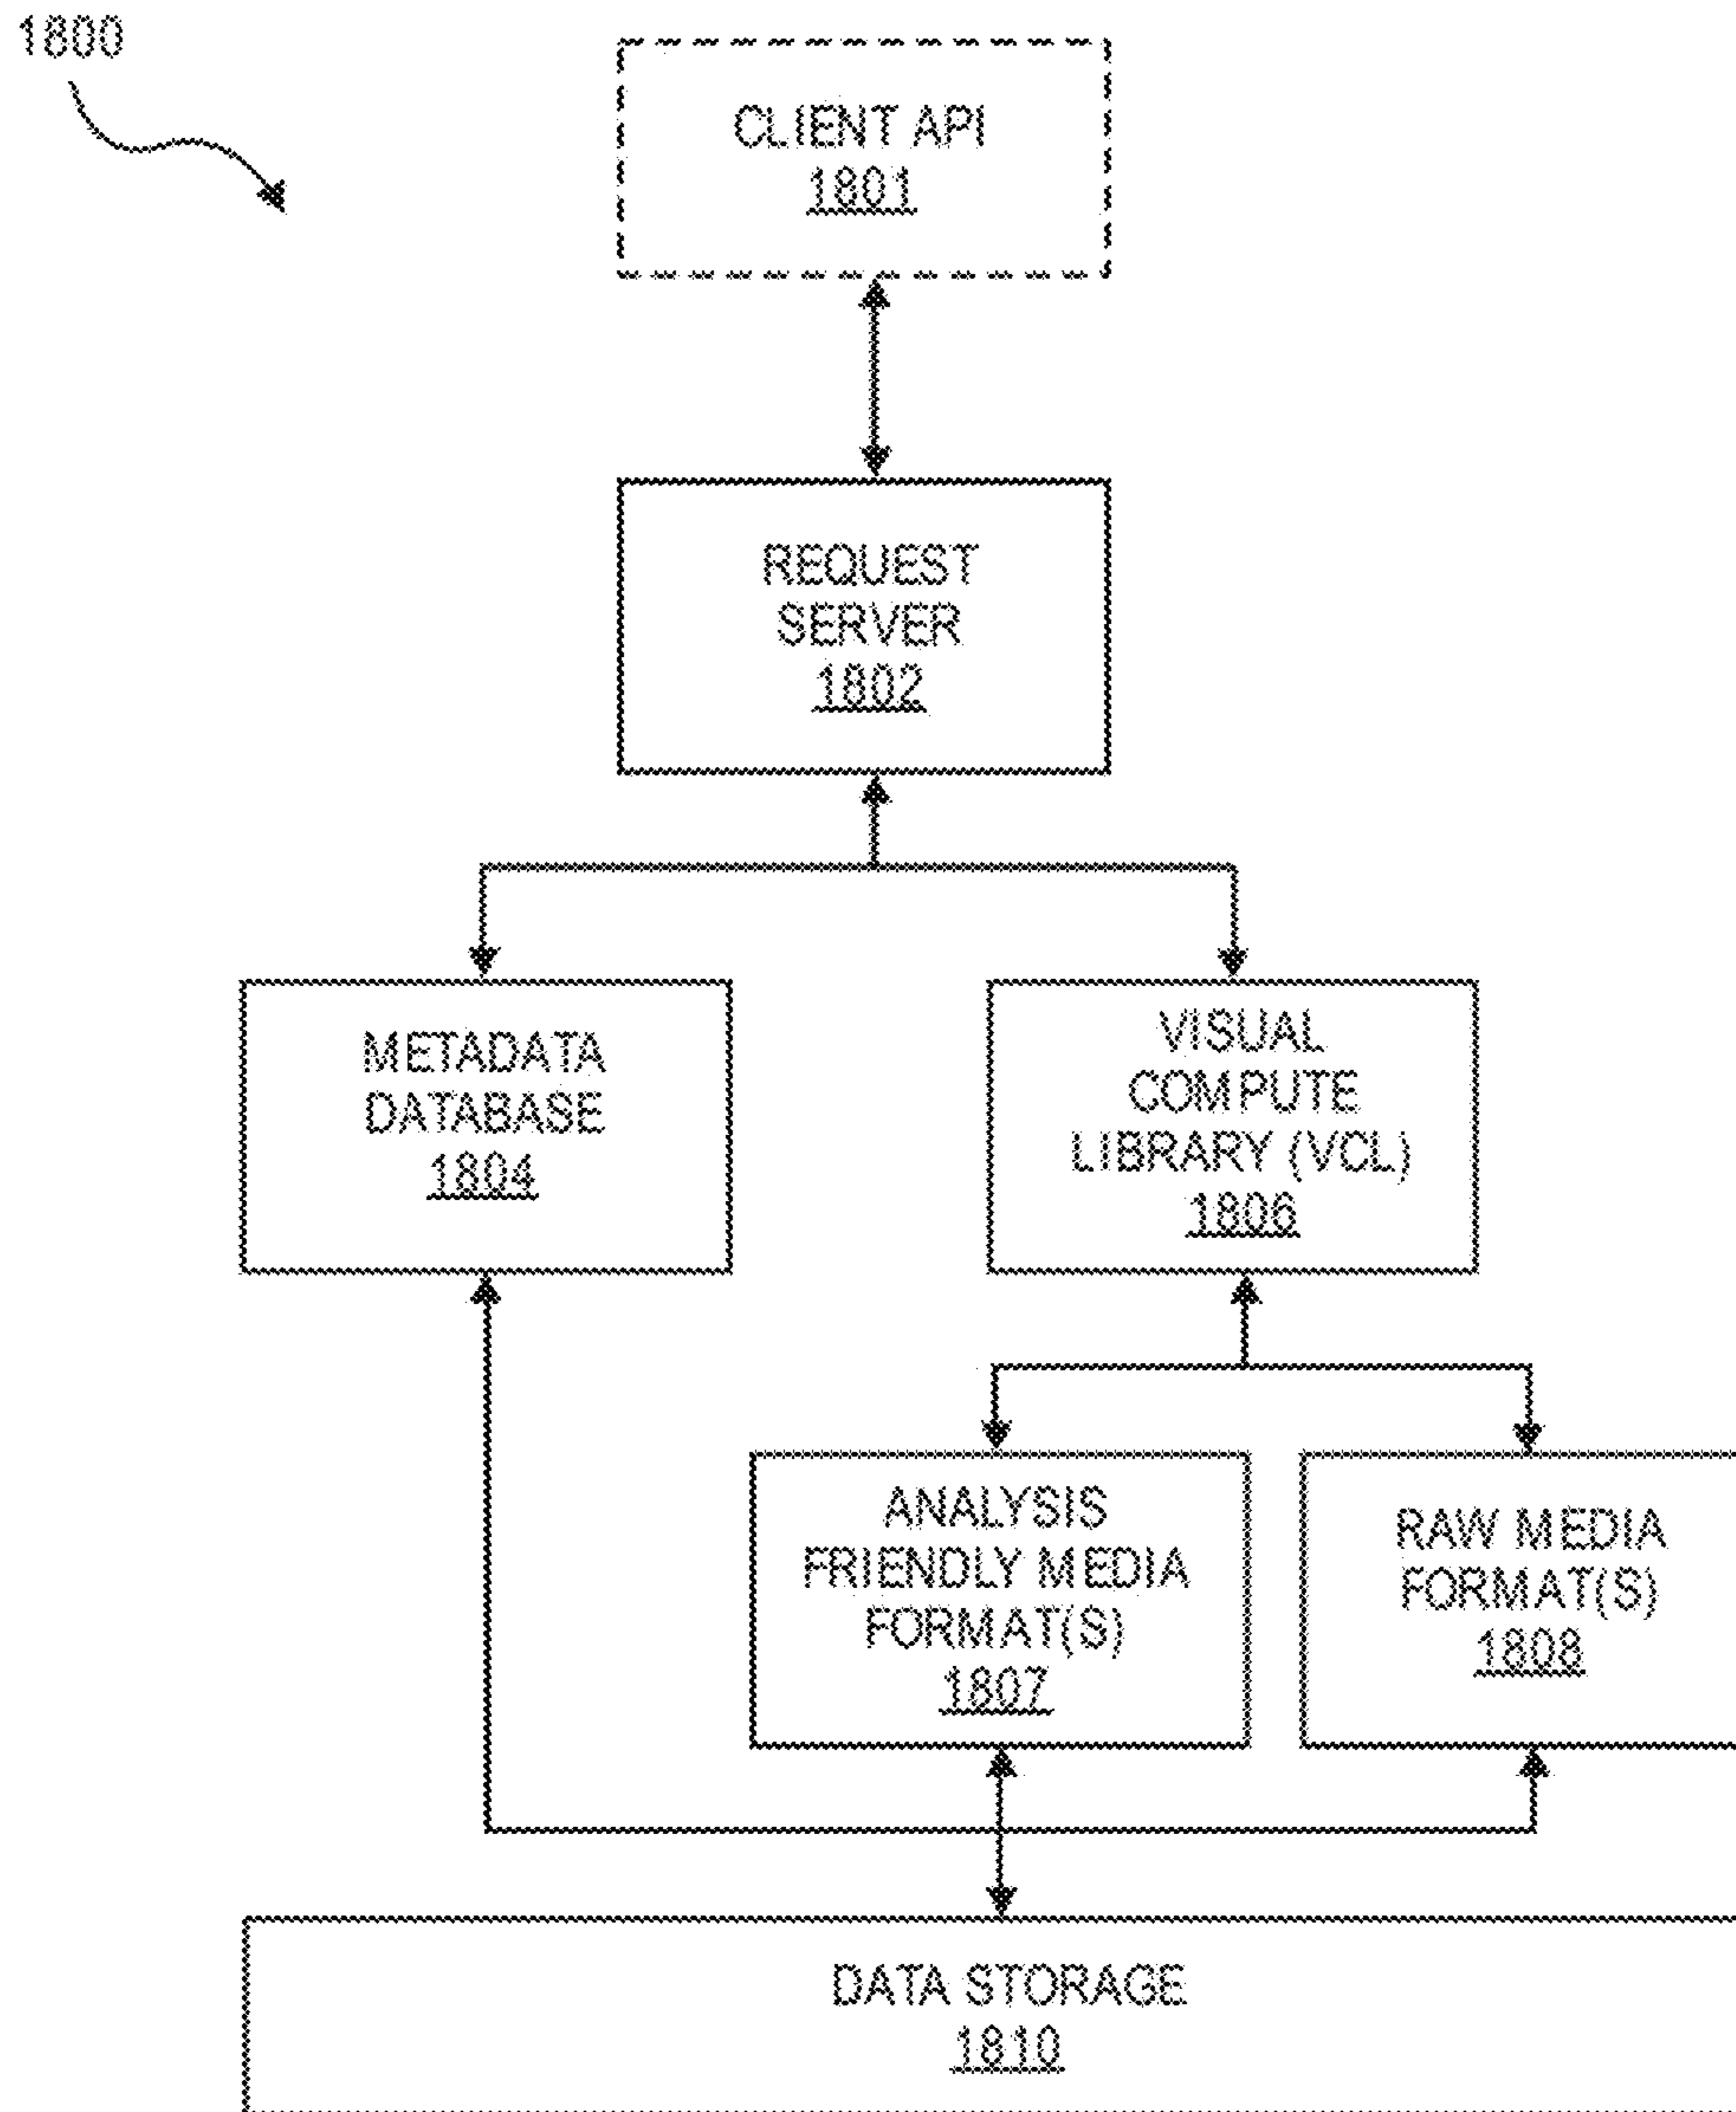 1800
CLIENT API
1801
REQUEST
SERVER
1802
METADATA
DATABASE
1804
VISUAL
COMPUTE
LIBRARY (VCL)
1806
ANALYSIS
FRIENDLY MEDIA
FORMAT(S)
1807
RAW MEDIA
FORMAT(S)
1808
DATA STORAGE
1810